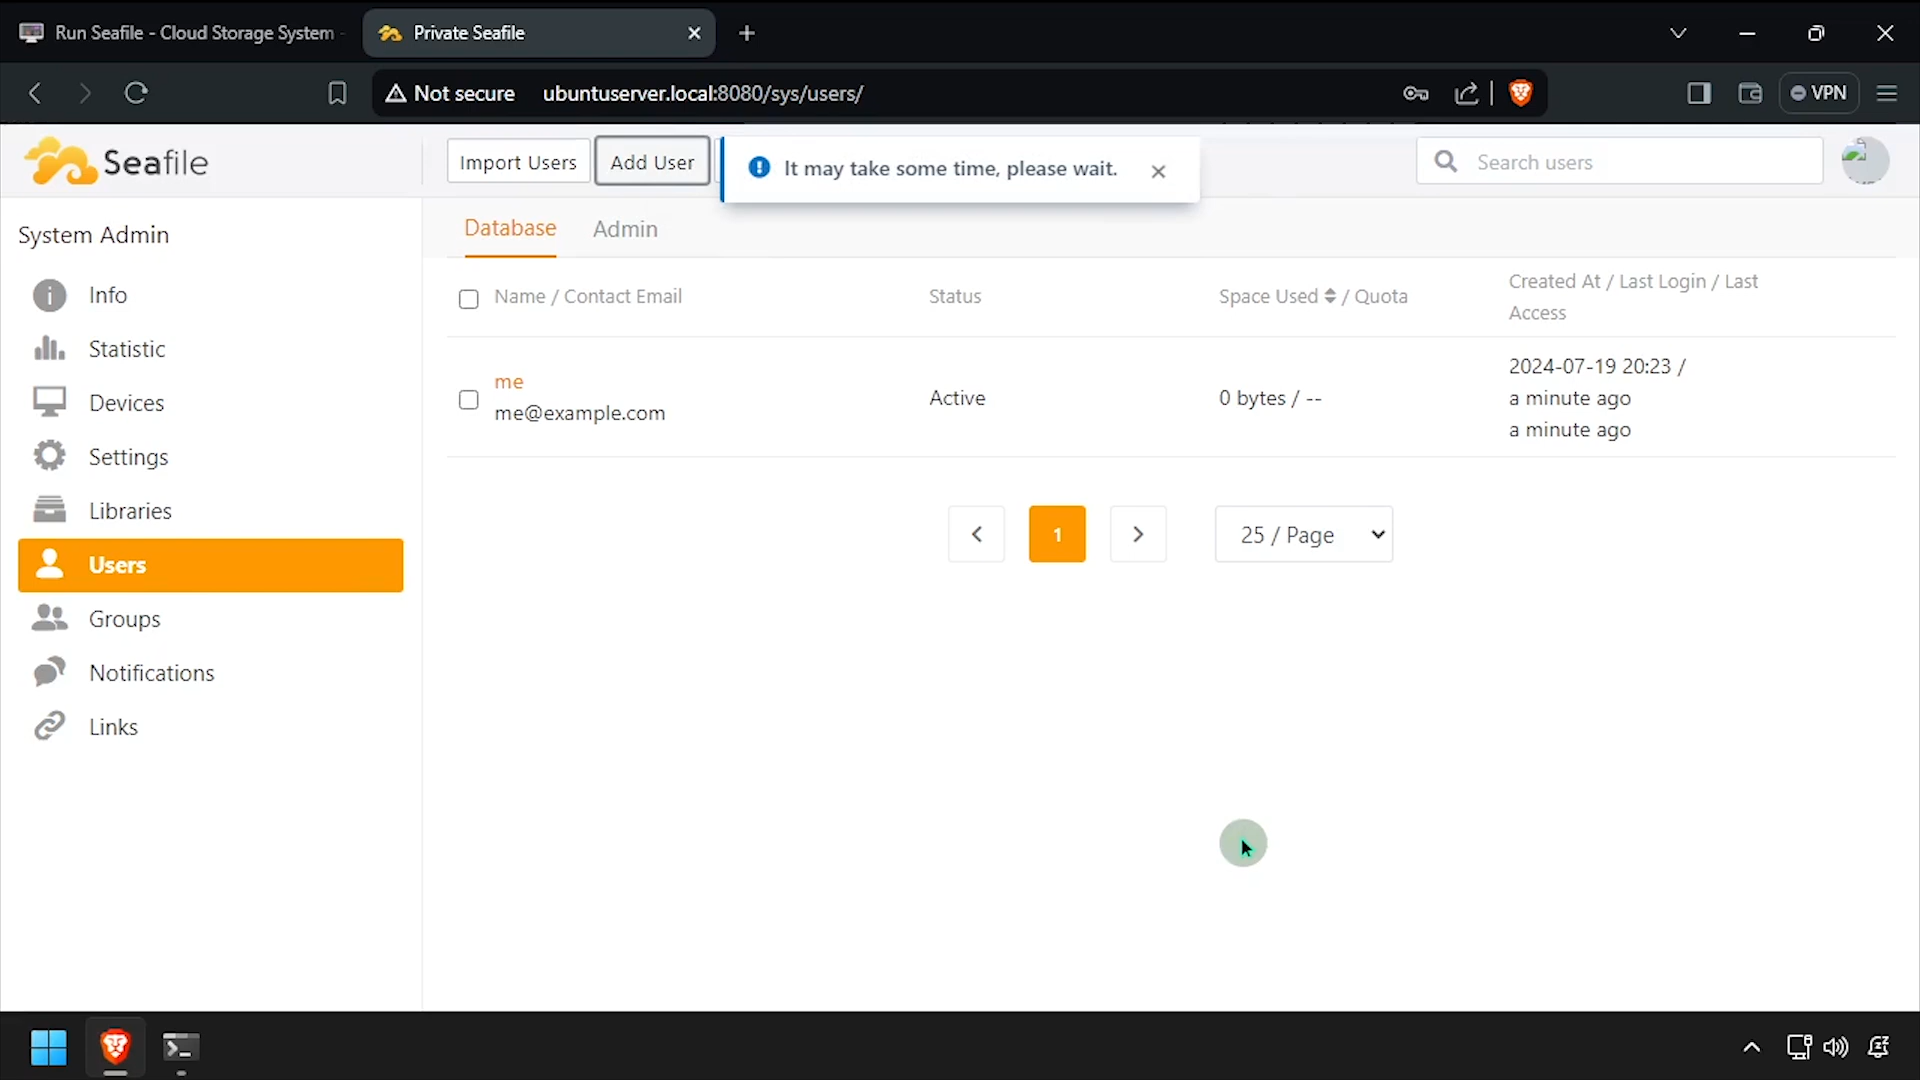 Run Seafile - Cloud Storage System -
Private Seafile
Not secure ubuntuserver.local:8080/sys/users/
VPN
Seafile
Import Users
Add User
It may take some time, please wait.
Search users
System Admin
Database Admin
Info
Statistic
Devices
Settings
Libraries
Users
Groups
Notifications
Links
Name / Contact Email
Status
Space Used / Quota
Created At / Last Login / Last
Access
me
me@example.com
Active
0 bytes / --
2024-07-19 20:23 /
a minute ago
a minute ago
1
25 / Page